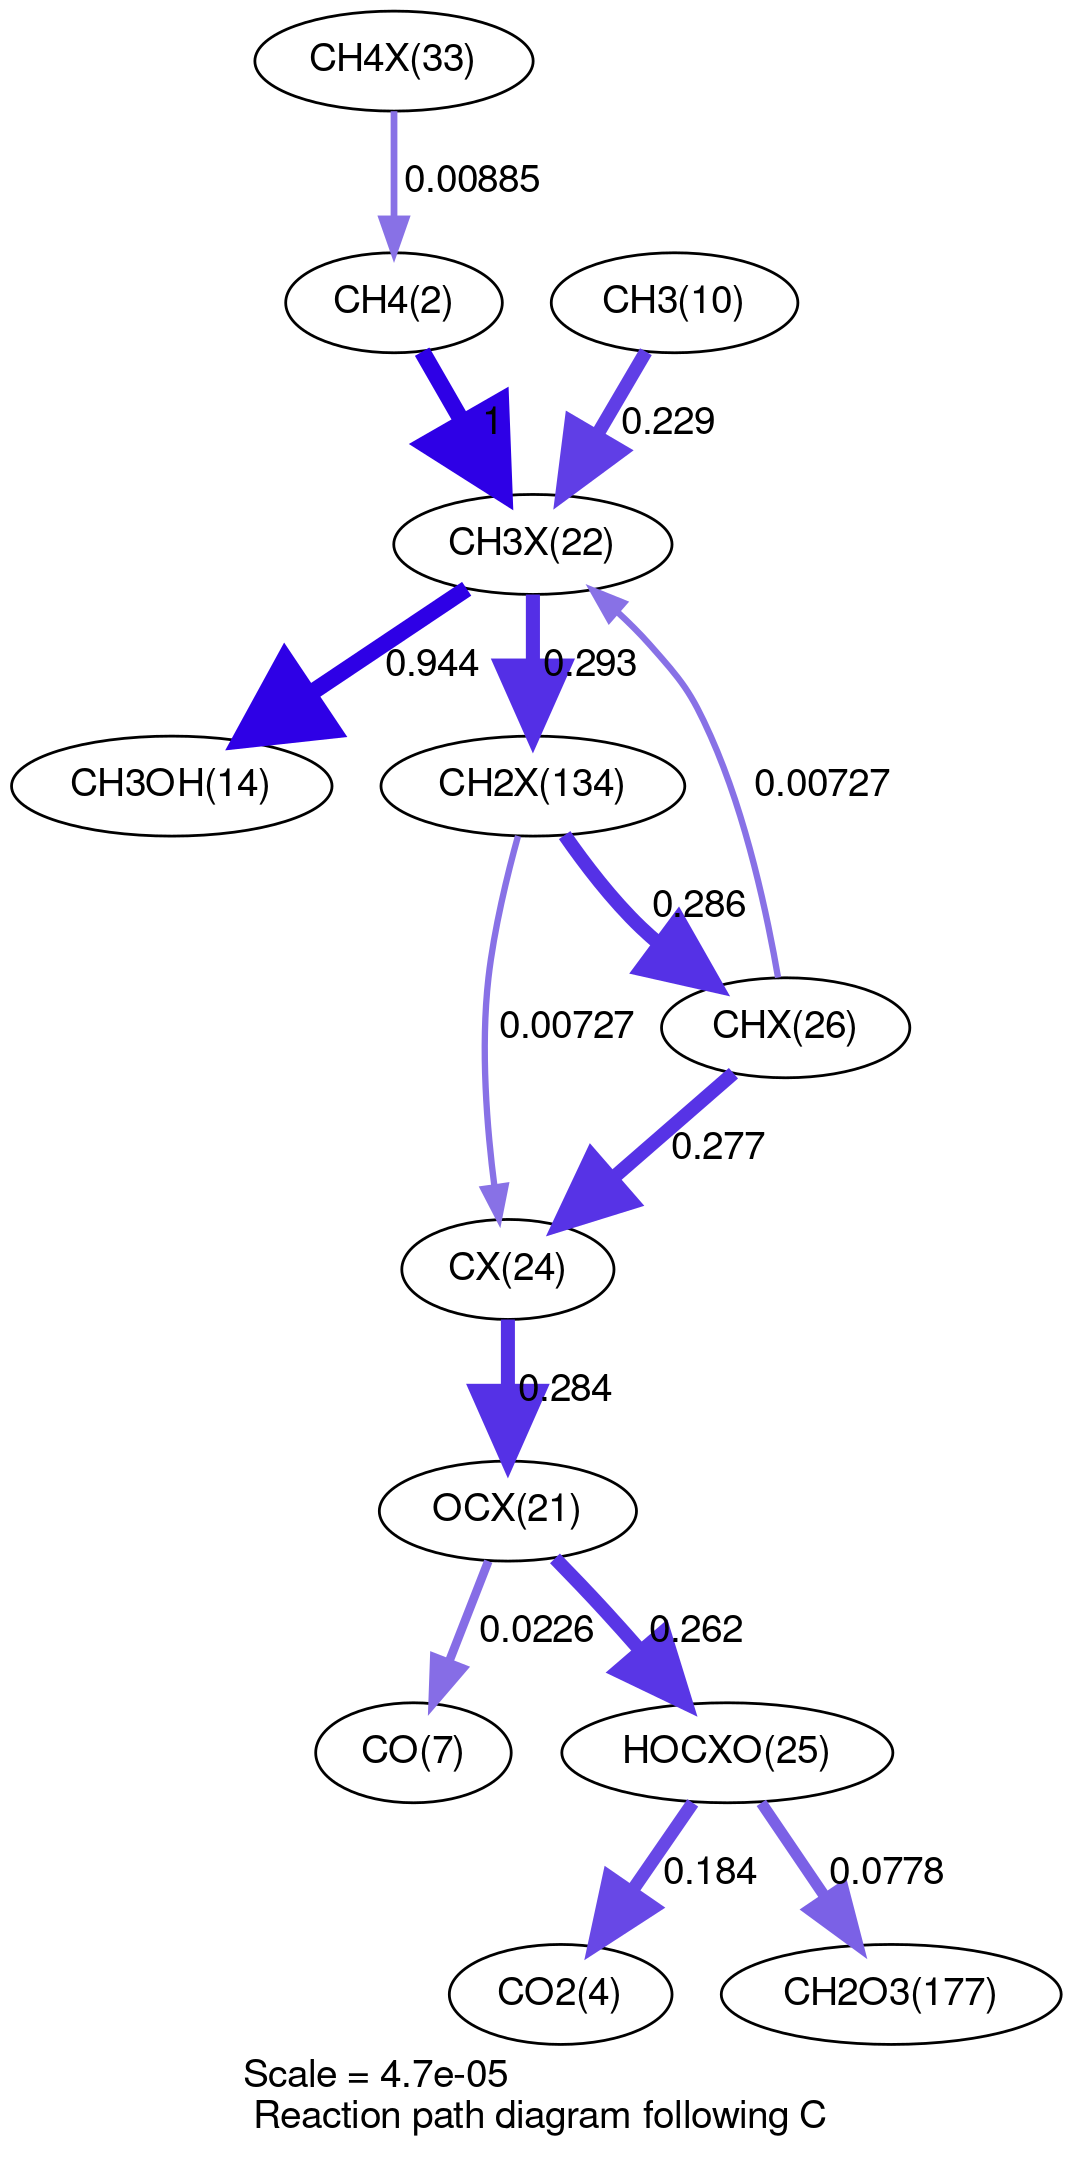 CH4X(33)
0.00885
CH4(2)
CH3(10)
1
0.229
CH3X(22)
0.944
0.293
CH3OH(14)
CH2X(134)
0.00727
0.286
CHX(26)
0.00727
0.277
CX(24)
0.284
OCX(21)
0.0226
0.262
CO(7)
HOCXO(25)
0.184
0.0778
CO2(4)
CH2O3(177)
Scale = 4.7e-05
Reaction path diagram following C